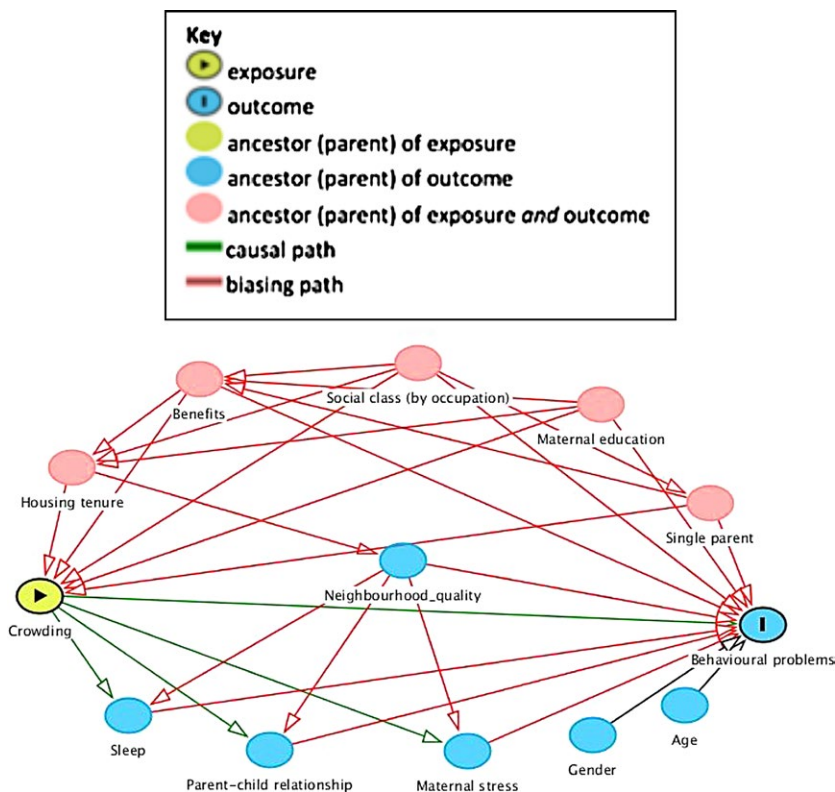 Key
exposure
outcome
ancestor (parent) of exposure
ancestor (parent) of outcome
ancestor (parent) of exposure and outcome
causal path
biasing path
Social class (by occupation)
Benefits
Maternal education
Housing tenure
Single parent
Neighbourhood_quality
Crowding
Behavioural problems
Sleep
Age
Gender
Parent-child relationship
Maternal stress